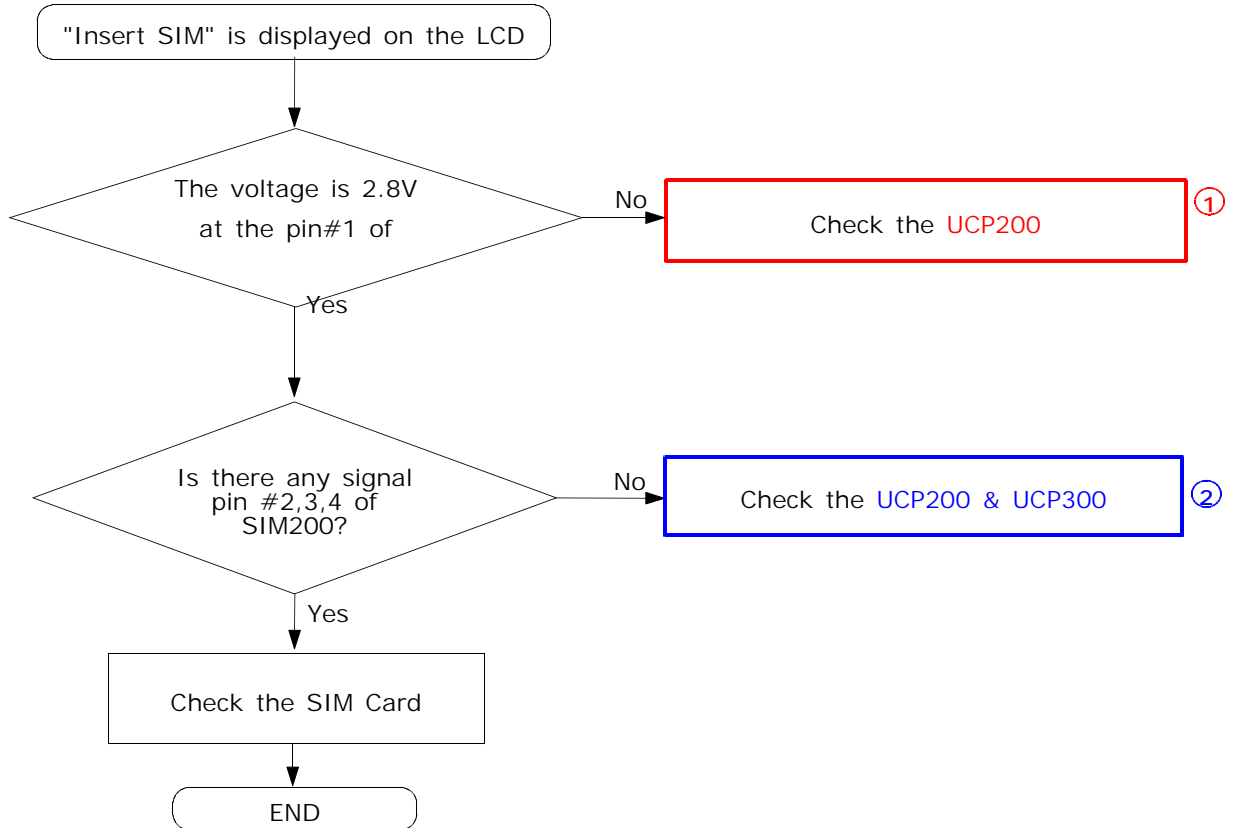 "Insert SIM" is displayed on the LCD
The voltage is 2.8V
at the pin#1 of
No
Check the UCP200
1
Yes
Is there any signal
pin #2,3,4 of
SIM200?
No
Check the UCP200 & UCP300
2
Yes
Check the SIM Card
END